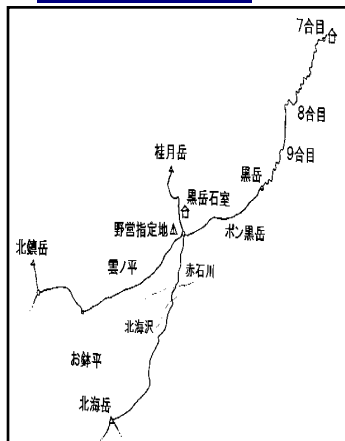 7合目
8合目
9合目
黒岳
桂月岳
黒岳石室
野営指定地
ポン黒岳
北鎮岳
雲ノ平
赤石川
北海沢
お鉢平
北海岳